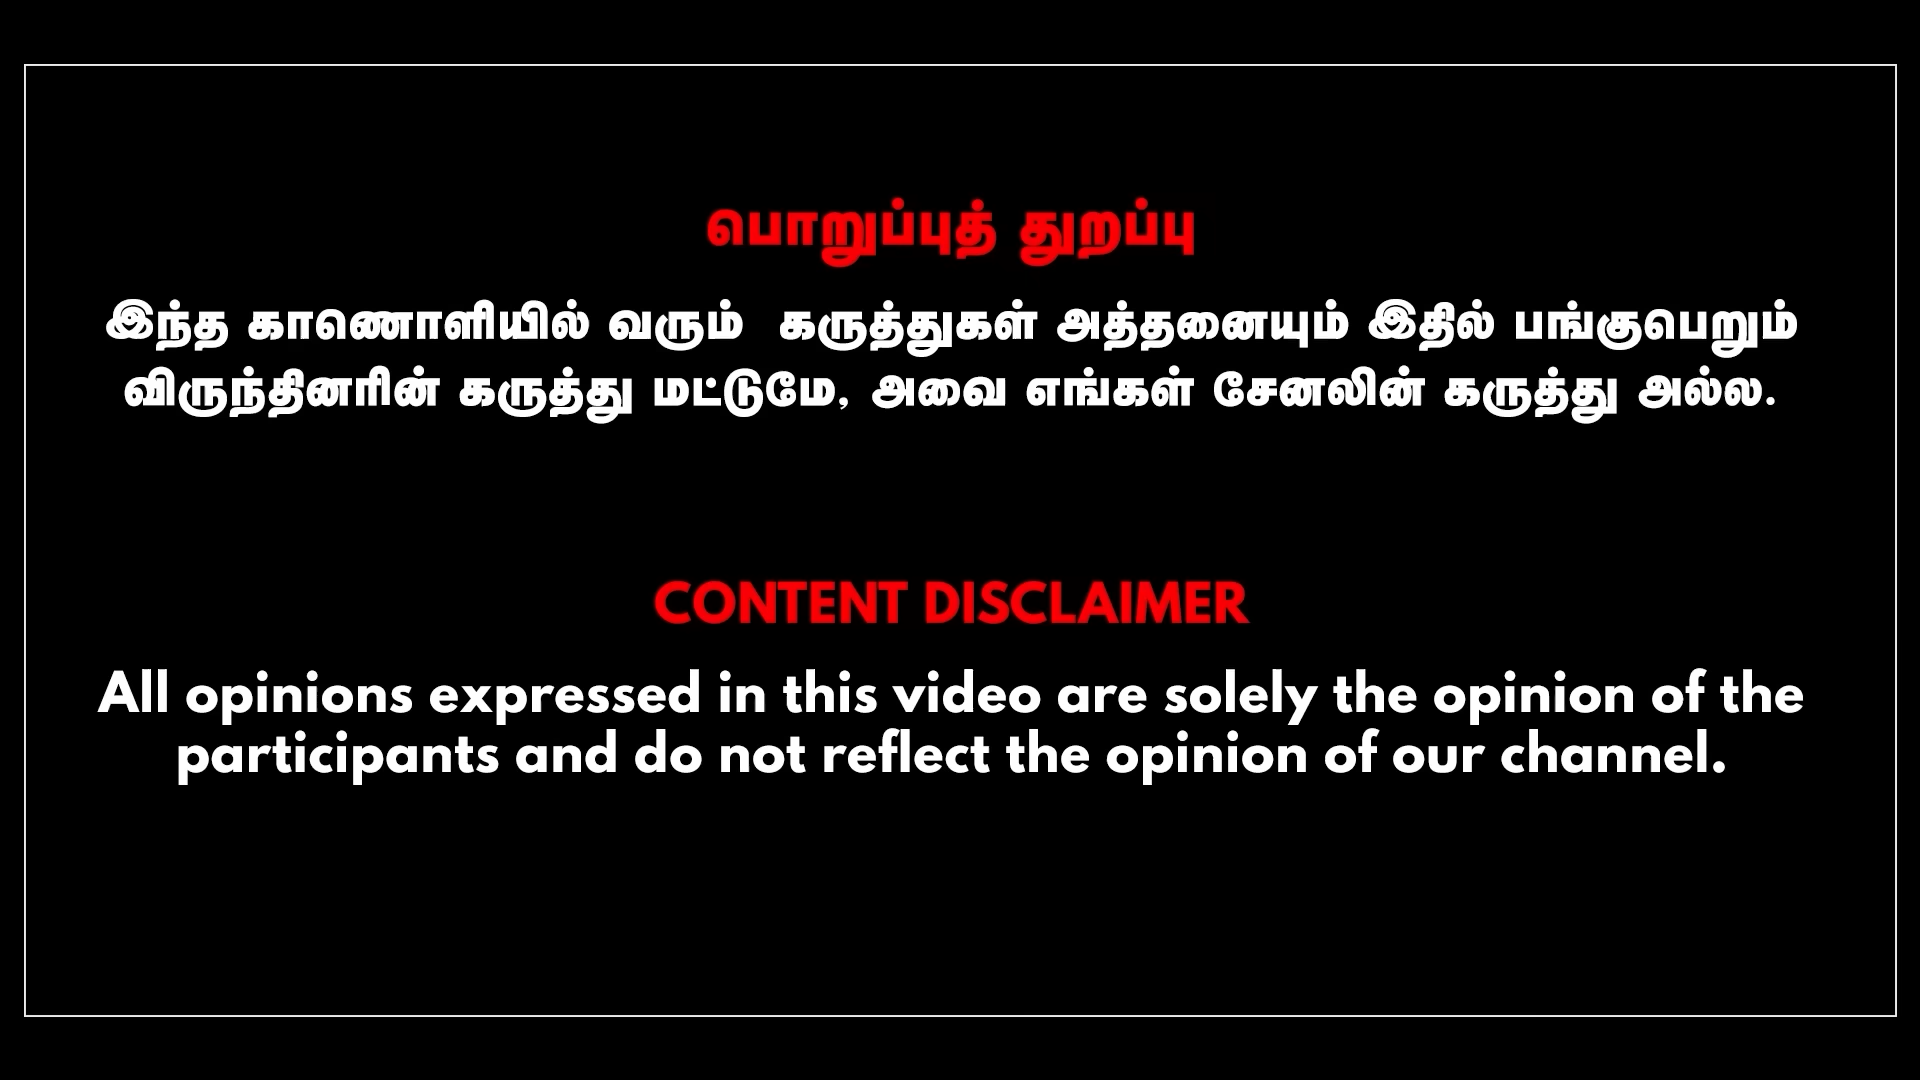 பொறுப்புத் துறப்பு
இந்த காணொளியில் வரும் கருத்துகள் அத்தனையும் இதில் பங்குபெறும்
விருந்தினரின் கருத்து மட்டுமே, அவை எங்கள் சேனலின் கருத்து அல்ல.
CONTENT DISCLAIMER
All opinions expressed in this video are solely the opinion of the
participants and do not reflect the opinion of our channel.